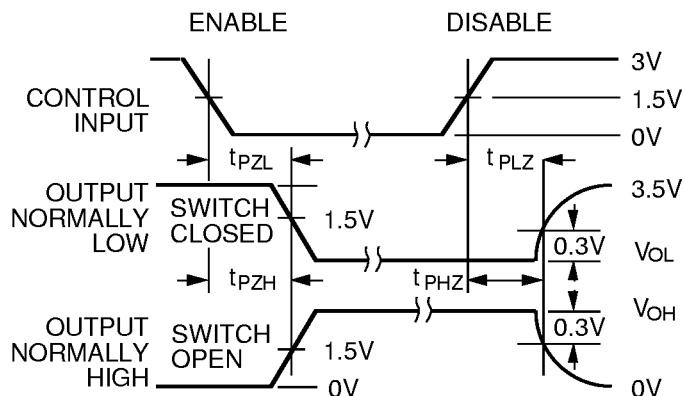 ENABLE DISABLE
3V
CONTROL INPUT
1.5V
0V
tPZL tPLZ
OUTPUT NORMALLY LOW
SWITCH CLOSED
1.5V
3.5V
0.3V
VOL
tPZH tPHZ
VOH
0.3V
OUTPUT NORMALLY HIGH
SWITCH OPEN
1.5V
0V
0V